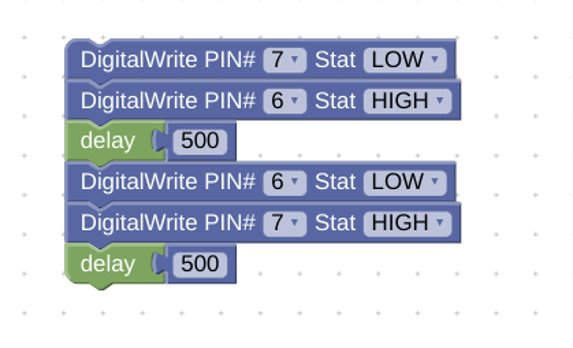 DigitalWrite PIN# 7 Stat LOW
DigitalWrite PIN# 6 Stat HIGH
delay 500
DigitalWrite PIN# 6 Stat LOW
DigitalWrite PIN# 7 Stat HIGH
delay 500